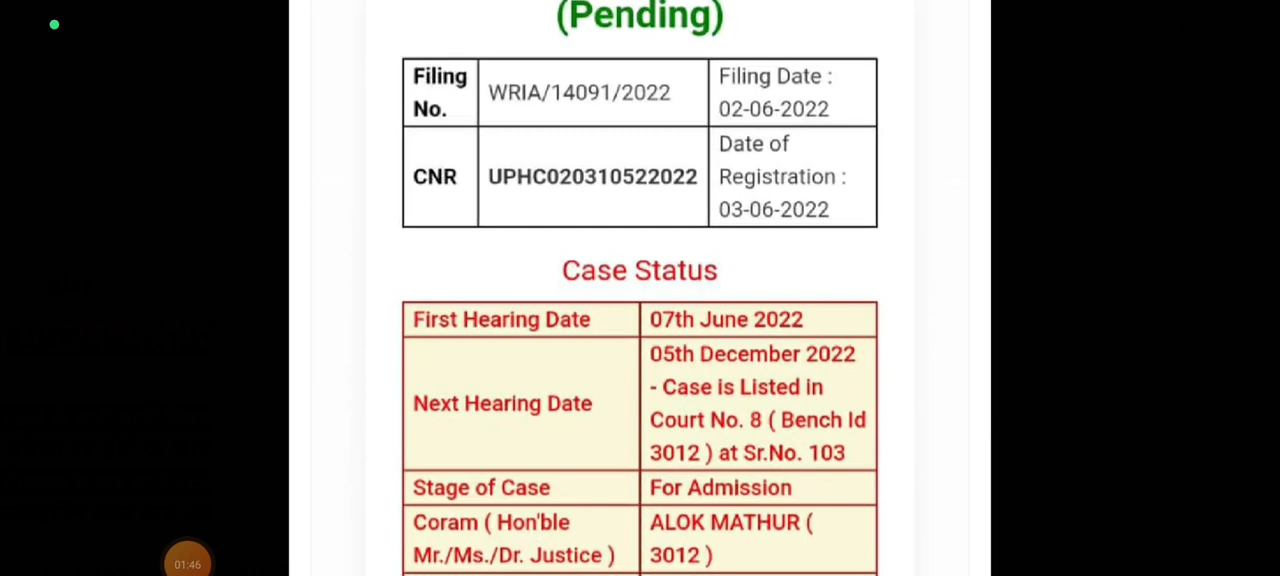 (Pending)
Filing
No.
WRIA/14091/2022
Filing Date :
02-06-2022
CNR
UPHC020310522022
Date of
Registration :
03-06-2022
Case Status
First Hearing Date
07th June 2022
Next Hearing Date
05th December 2022
- Case is Listed in
Court No. 8 ( Bench Id
3012 ) at Sr.No. 103
Stage of Case
For Admission
Coram ( Hon'ble
Mr./Ms./Dr. Justice )
ALOK MATHUR (
3012 )
01:46